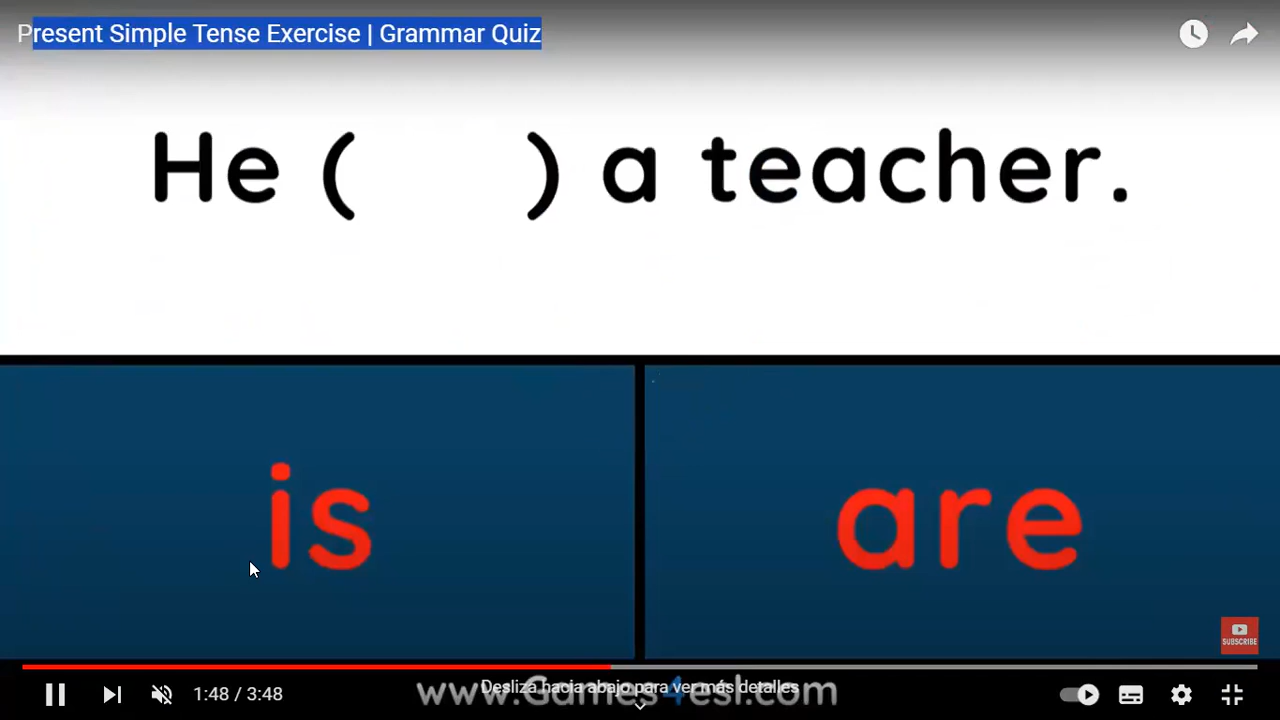 Present Simple Tense Exercise | Grammar Quiz
He ( ) a teacher.
is
are
SUBSCRIBE
1:48 / 3:48
www.Games4esl.com
Desliza hacia abajo para ver más detalles